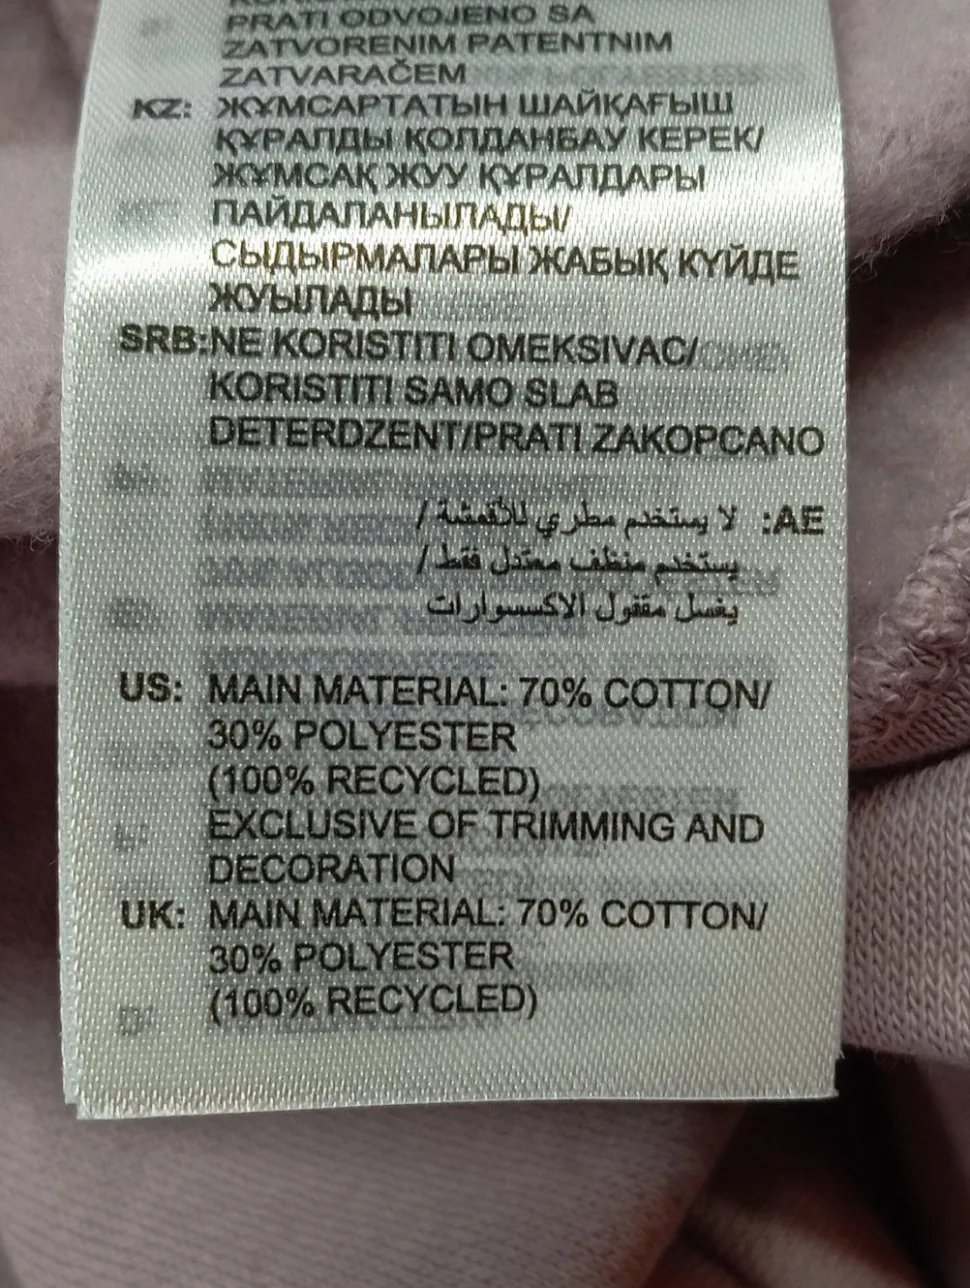 PRATI ODVOJENO SA
ZATVORENIM PATENTNIM
ZATVARAČEM
KZ: ЖҰМСАРТАТЫН ШАЙҚАҒЫШ
ҚҰРАЛДЫ ҚОЛДАНБАУ КЕРЕК/
ЖҰМСАҚ ЖУУ ҚҰРАЛДАРЫ
ПАЙДАЛАНЫЛАДЫ/
СЫДЫРМАЛАРЫ ЖАБЫҚ КҮЙДЕ
ЖУЫЛАДЫ
SRB:NE KORISTITI OMEKSIVAC/
KORISTITI SAMO SLAB
DETERDZENT/PRATI ZAKOPCANO
AE: لا يستخدم مطري للأقمشة /
يستخدم منظف معتدل فقط/
يغسل مقفول الاكسسوارات
US: MAIN MATERIAL: 70% COTTON/
30% POLYESTER
(100% RECYCLED)
EXCLUSIVE OF TRIMMING AND
DECORATION
UK: MAIN MATERIAL: 70% COTTON/
30% POLYESTER
(100% RECYCLED)